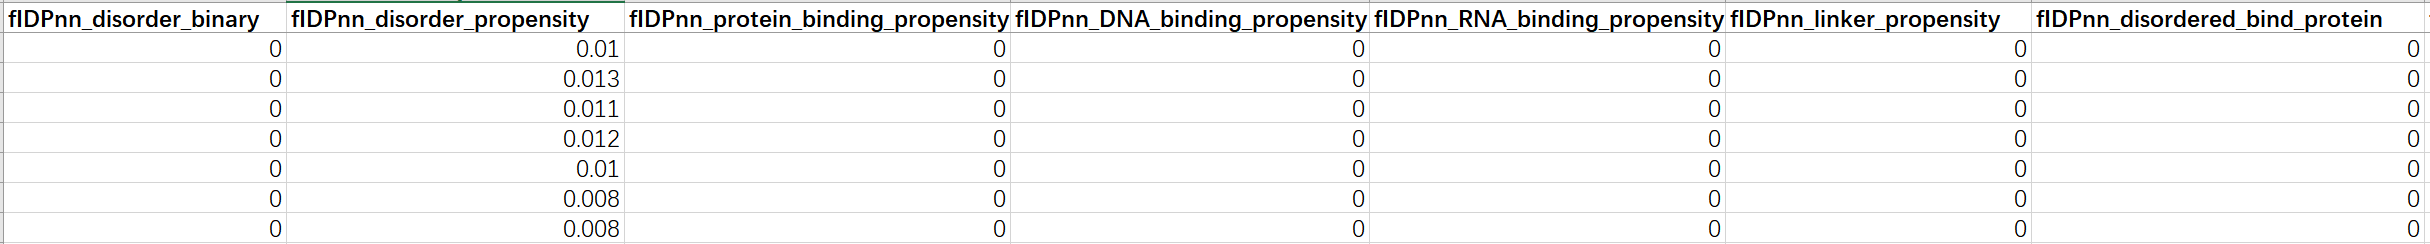 fIDPnn_disorder_binary fIDPnn_disorder_propensity fIDPnn_protein_binding_propensity fIDPnn_DNA_binding_propensity fIDPnn_RNA_binding_propensity fIDPnn_linker_propensity fIDPnn_disordered_bind_protein
0 0.01 0 0 0 0 0
0 0.013 0 0 0 0 0
0 0.011 0 0 0 0 0
0 0.012 0 0 0 0 0
0 0.01 0 0 0 0 0
0 0.008 0 0 0 0 0
0 0.008 0 0 0 0 0